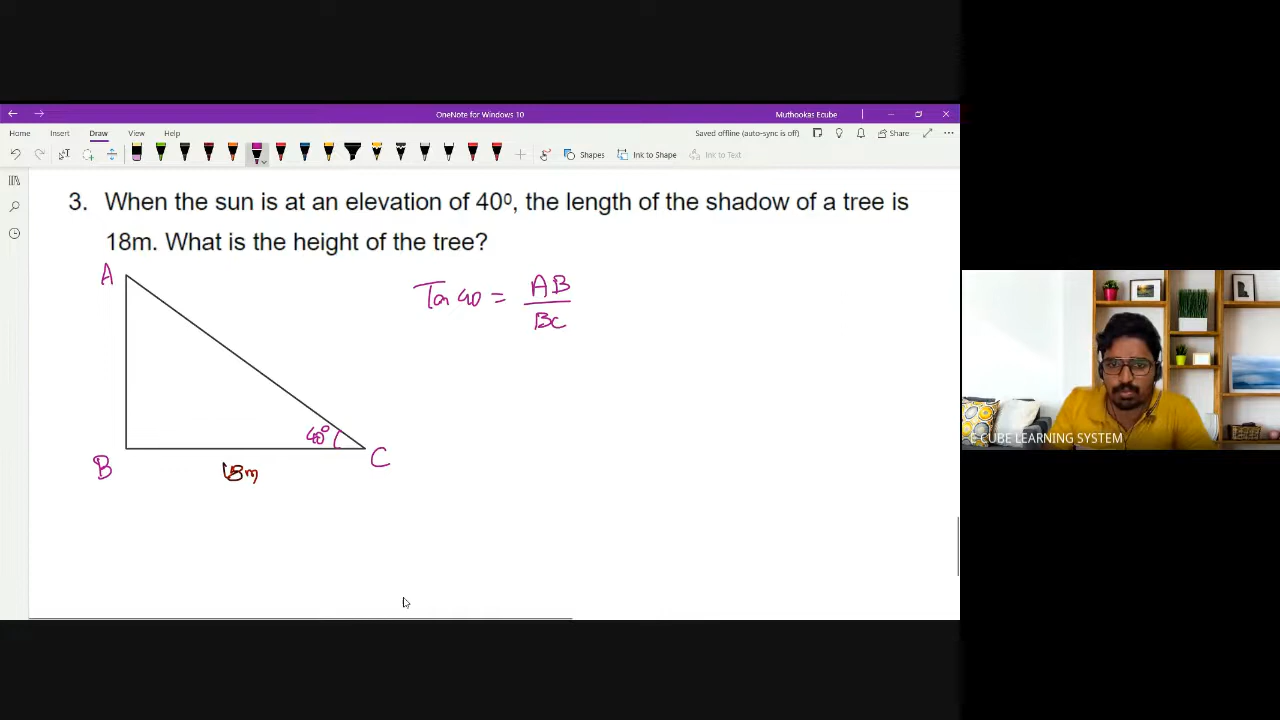 OneNote for Windows 10
Muthookas Ecube
Home Insert Draw View Help
Saved offline (auto-sync is off)
Share
Shapes
Ink to Shape
Ink to Text
3. When the sun is at an elevation of 40⁰, the length of the shadow of a tree is
18m. What is the height of the tree?
A
Tan 40 = AB
BC
40°
B
C
18m
E CUBE LEARNING SYSTEM